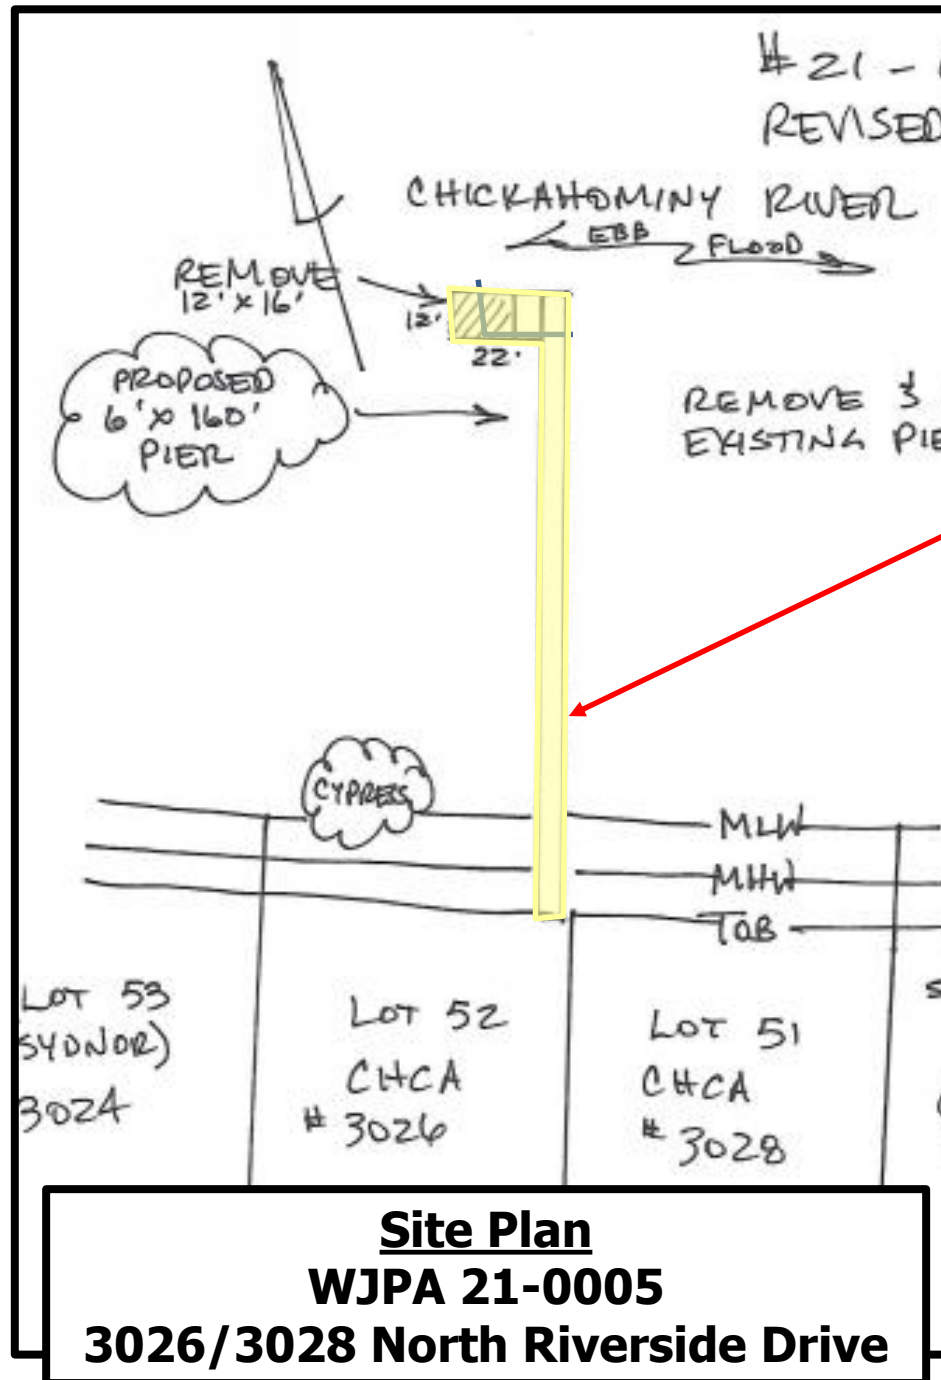 # 21 -
REVISED
CHICKAHOMINY RIVER
EBB
FLOOD
REMOVE
12' x 16'
12'
22'
PROPOSED
6' x 160'
PIER
REMOVE &
EXISTING PIE
CYPRESS
MLW
MHW
TOB
LOT 53
SYDNOR)
3024
LOT 52
CHCA
# 3026
LOT 51
CHCA
# 3028
Site Plan
WJPA 21-0005
3026/3028 North Riverside Drive